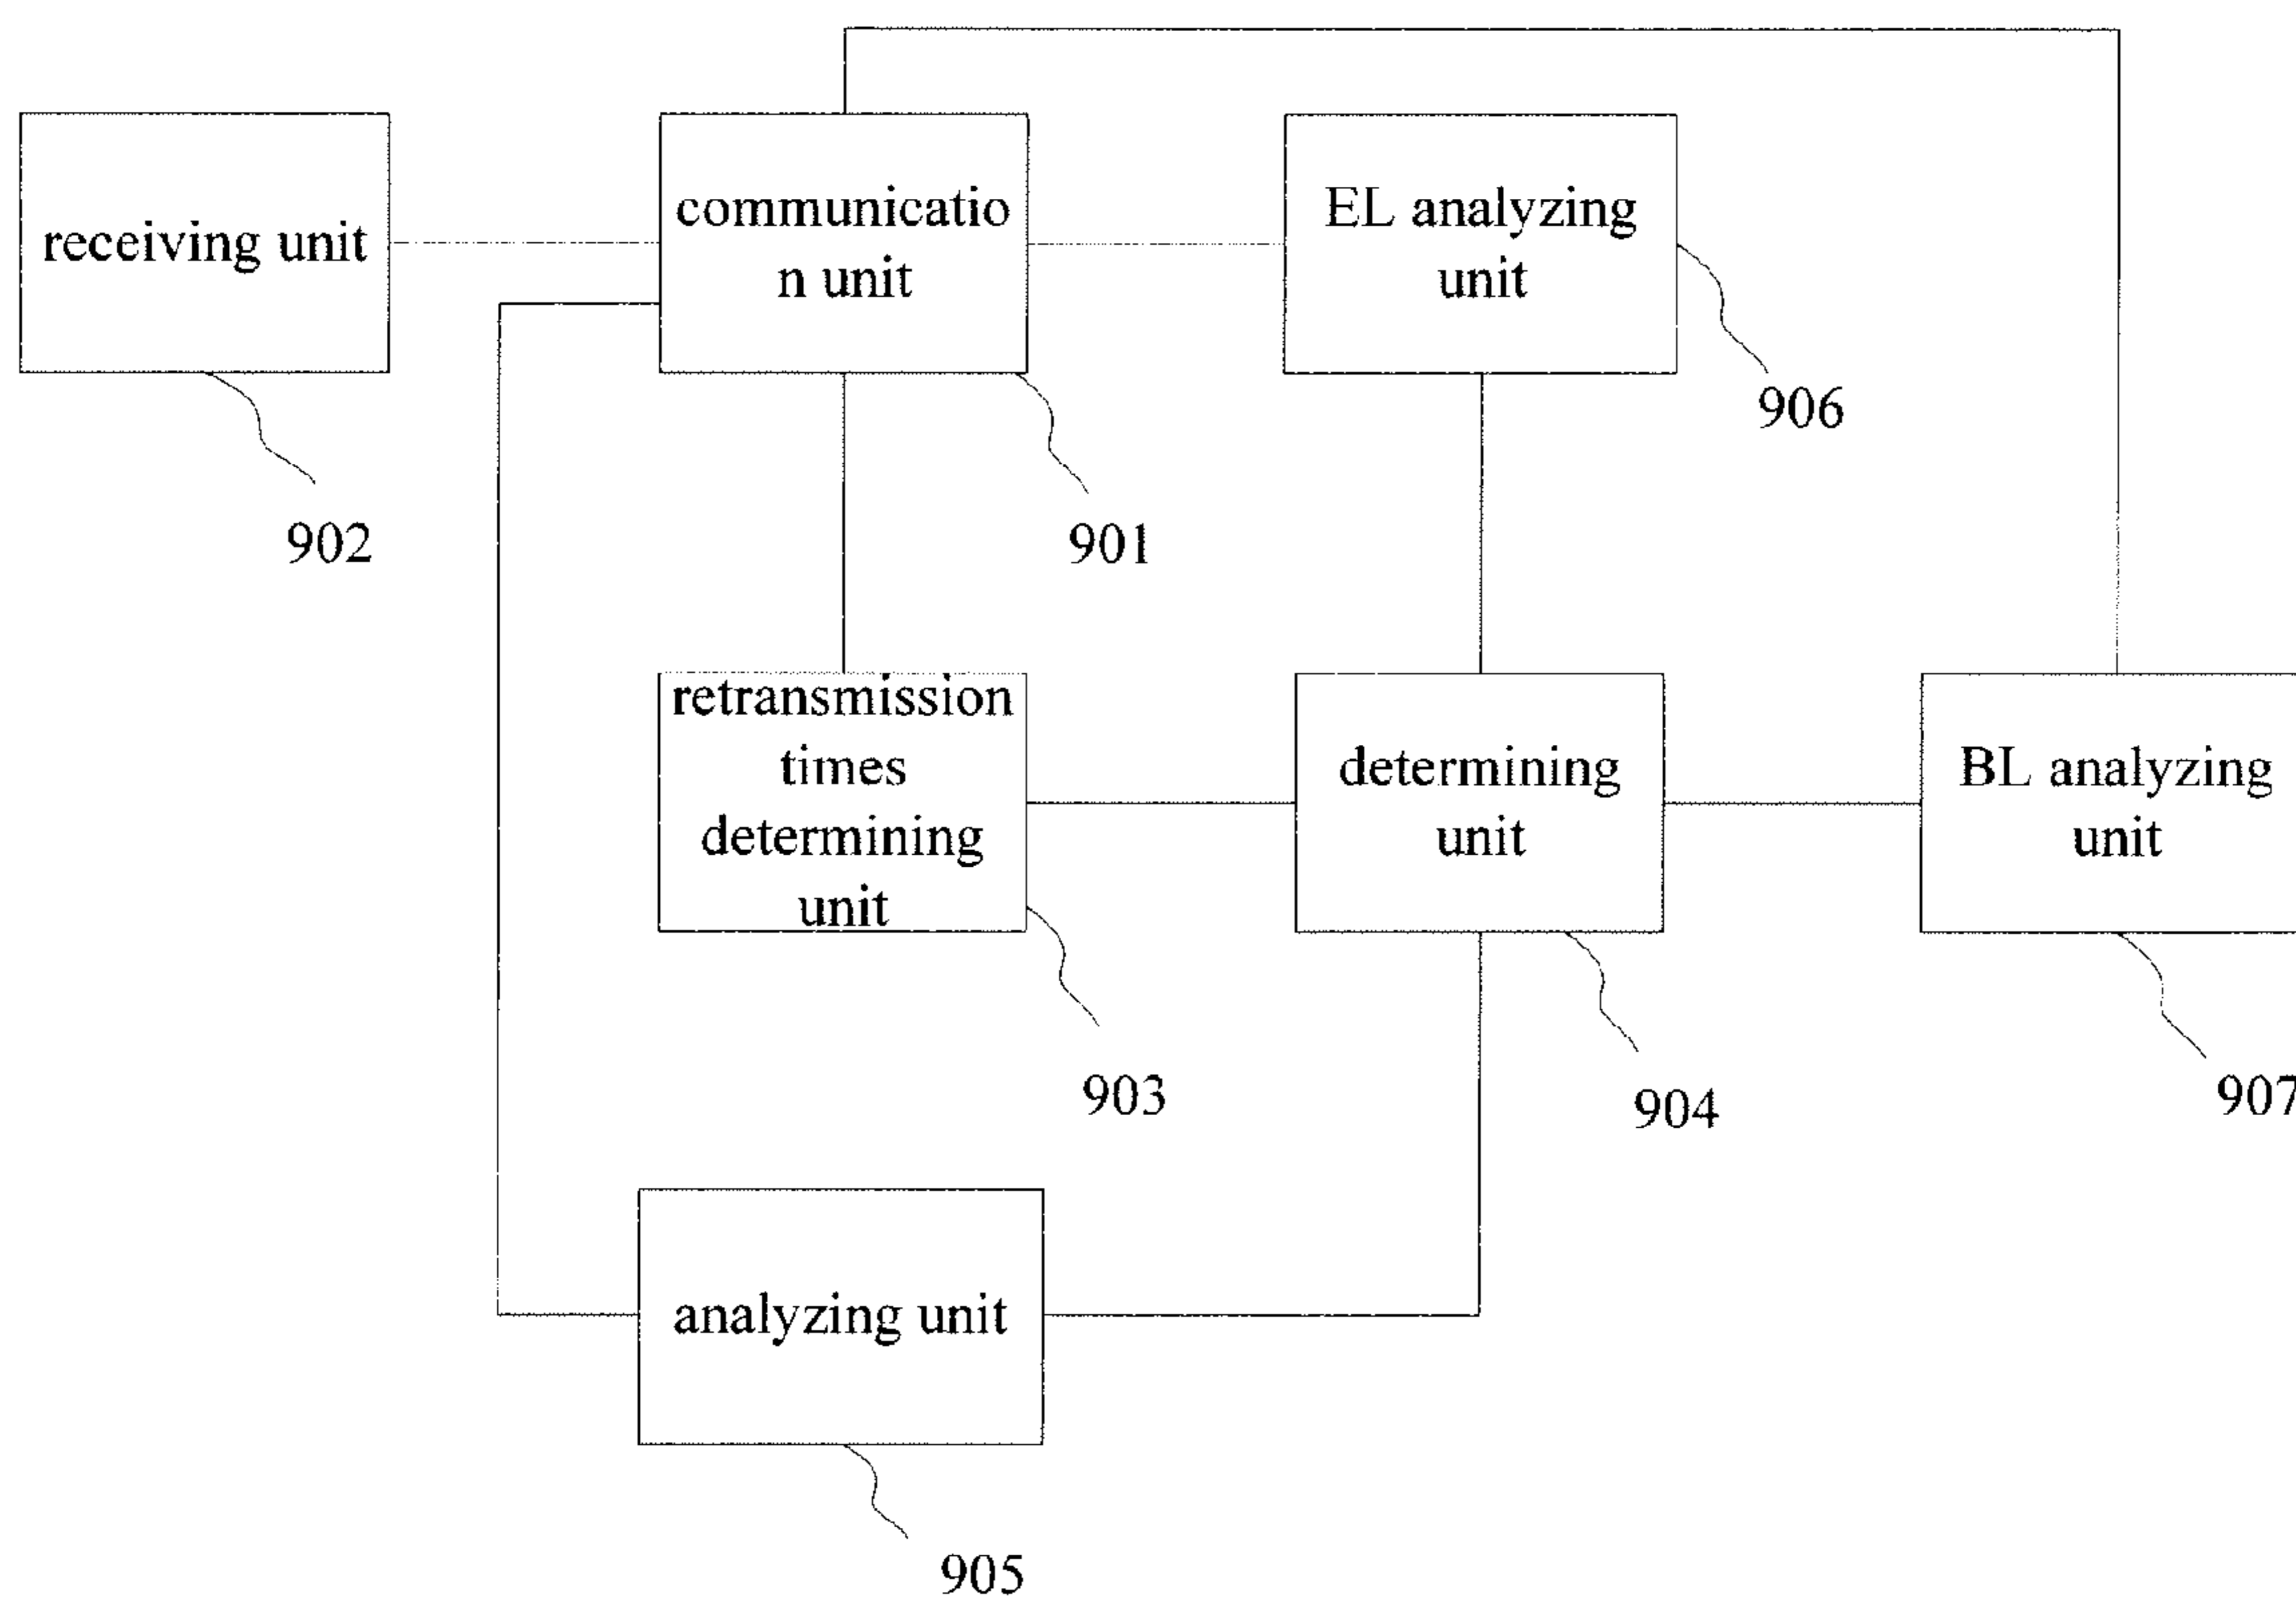 receiving unit
communicatio
n unit
EL analyzing
unit
906
902
901
retransmission
times
determining
unit
determining
unit
BL analyzing
unit
903
904
907
analyzing unit
905